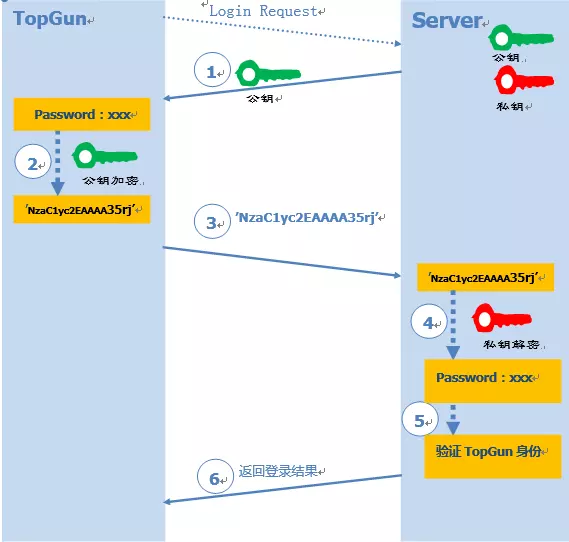 TopGun
Login Request
Server
公钥
私钥
1
公钥
Password：xxx
2
公钥加密
'NzaC1yc2EAAAA35rj'
3
'NzaC1yc2EAAAA35rj'
'NzaC1yc2EAAAA35rj'
4
私钥解密
Password：xxx
5
验证 TopGun 身份
6
返回登录结果